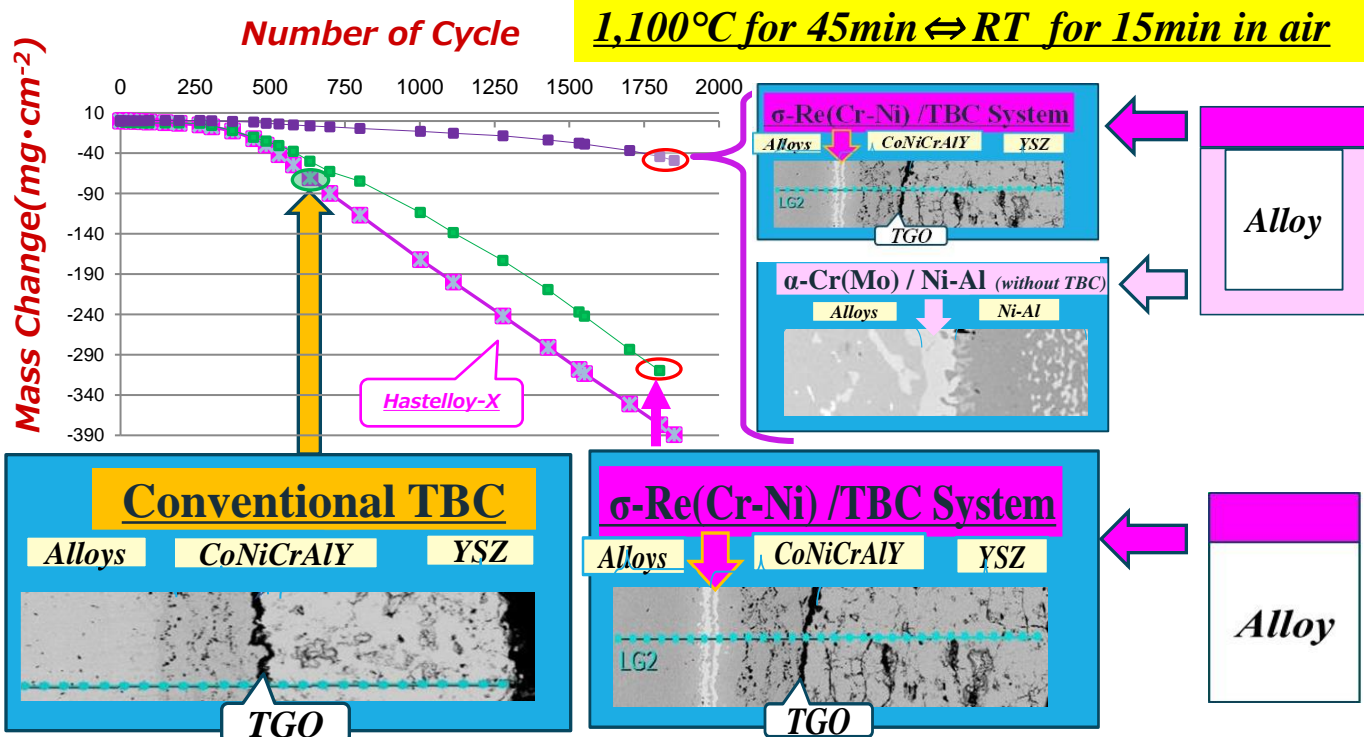 Number of Cycle
1,100°C for 45min ⇔ RT for 15min in air
Mass Change(mg•cm⁻²)
0 250 500 750 1000 1250 1500 1750 2000
10
-40
-90
-140
-190
-240
-290
-340
-390
Hastelloy-X
σ-Re(Cr-Ni) /TBC System
Alloys CoNiCrAlY YSZ
LG2
TGO
α-Cr(Mo) / Ni-Al (without TBC)
Alloys Ni-Al
Alloy
Conventional TBC
Alloys CoNiCrAlY YSZ
TGO
σ-Re(Cr-Ni) /TBC System
Alloys CoNiCrAlY YSZ
LG2
TGO
Alloy